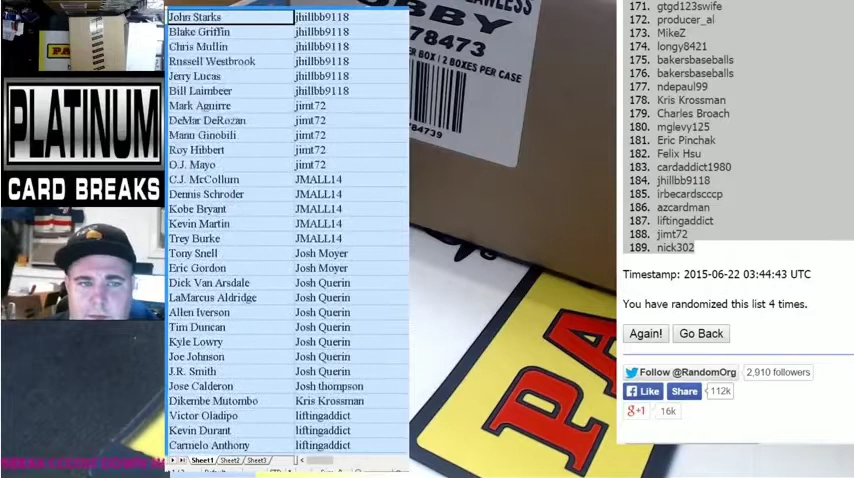 PLATINUM
CARD BREAKS
John Starks jhillbb9118
Blake Griffin jhillbb9118
Chris Mullin jhillbb9118
Russell Westbrook jhillbb9118
Jerry Lucas jhillbb9118
Bill Laimbeer jhillbb9118
Mark Aguirre jimt72
DeMar DeRozan jimt72
Manu Ginobili jimt72
Roy Hibbert jimt72
O.J. Mayo jimt72
C.J. McCollum JMALL14
Dennis Schroder JMALL14
Kobe Bryant JMALL14
Kevin Martin JMALL14
Trey Burke JMALL14
Tony Snell Josh Moyer
Eric Gordon Josh Moyer
Dick Van Arsdale Josh Querin
LaMarcus Aldridge Josh Querin
Allen Iverson Josh Querin
Tim Duncan Josh Querin
Kyle Lowry Josh Querin
Joe Johnson Josh Querin
J.R. Smith Josh Querin
Jose Calderon Josh thompson
Dikembe Mutombo Kris Krossman
Victor Oladipo liftingaddict
Kevin Durant liftingaddict
Carmelo Anthony liftingaddict
Sheet1 Sheet2 Sheet3
78473
PER BOX | 2 BOXES PER CASE
84739
PA
171. gtgd123swife
172. producer_al
173. MikeZ
174. longy8421
175. bakersbaseballs
176. bakersbaseballs
177. ndepaul99
178. Kris Krossman
179. Charles Broach
180. mglevy125
181. Eric Pinchak
182. Felix Hsu
183. cardaddict1980
184. jhillbb9118
185. irbecardscccp
186. azcardman
187. liftingaddict
188. jimt72
189. nick302
Timestamp: 2015-06-22 03:44:43 UTC
You have randomized this list 4 times.
Again! Go Back
Follow @RandomOrg 2,910 followers
Like Share 112k
g+1 16k